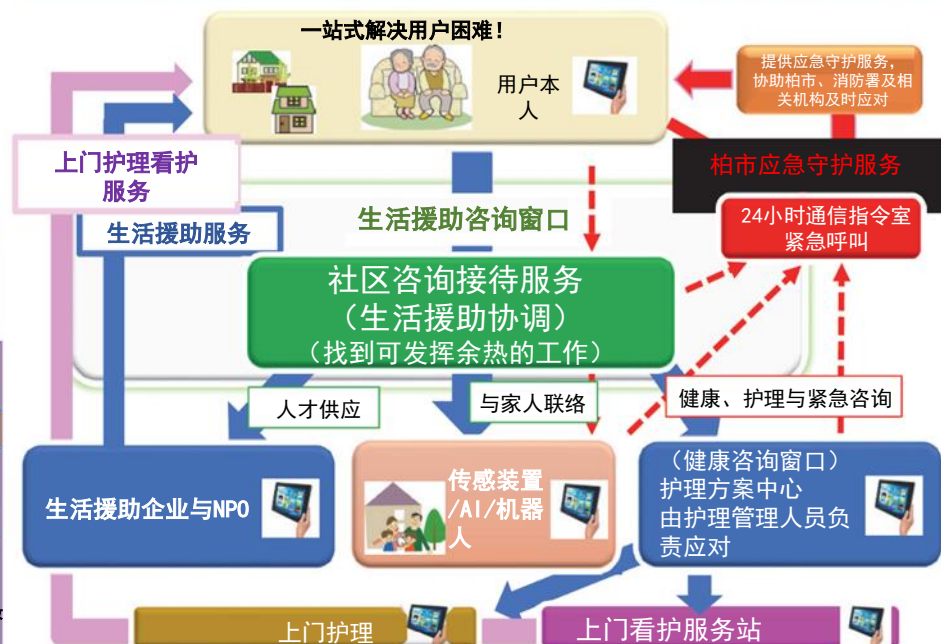 一站式解决用户困难！
用户本
人
提供应急守护服务，
协助柏市、消防署及相
关机构及时应对
柏市应急守护服务
24小时通信指令室
紧急呼叫
上门护理看护
服务
生活援助服务
生活援助咨询窗口
社区咨询接待服务
（生活援助协调）
（找到可发挥余热的工作）
人才供应
与家人联络
健康、护理与紧急咨询
生活援助企业与NPO
传感装置
/AI/机器
人
（健康咨询窗口）
护理方案中心
由护理管理人员负
责应对
上门护理
上门看护服务站